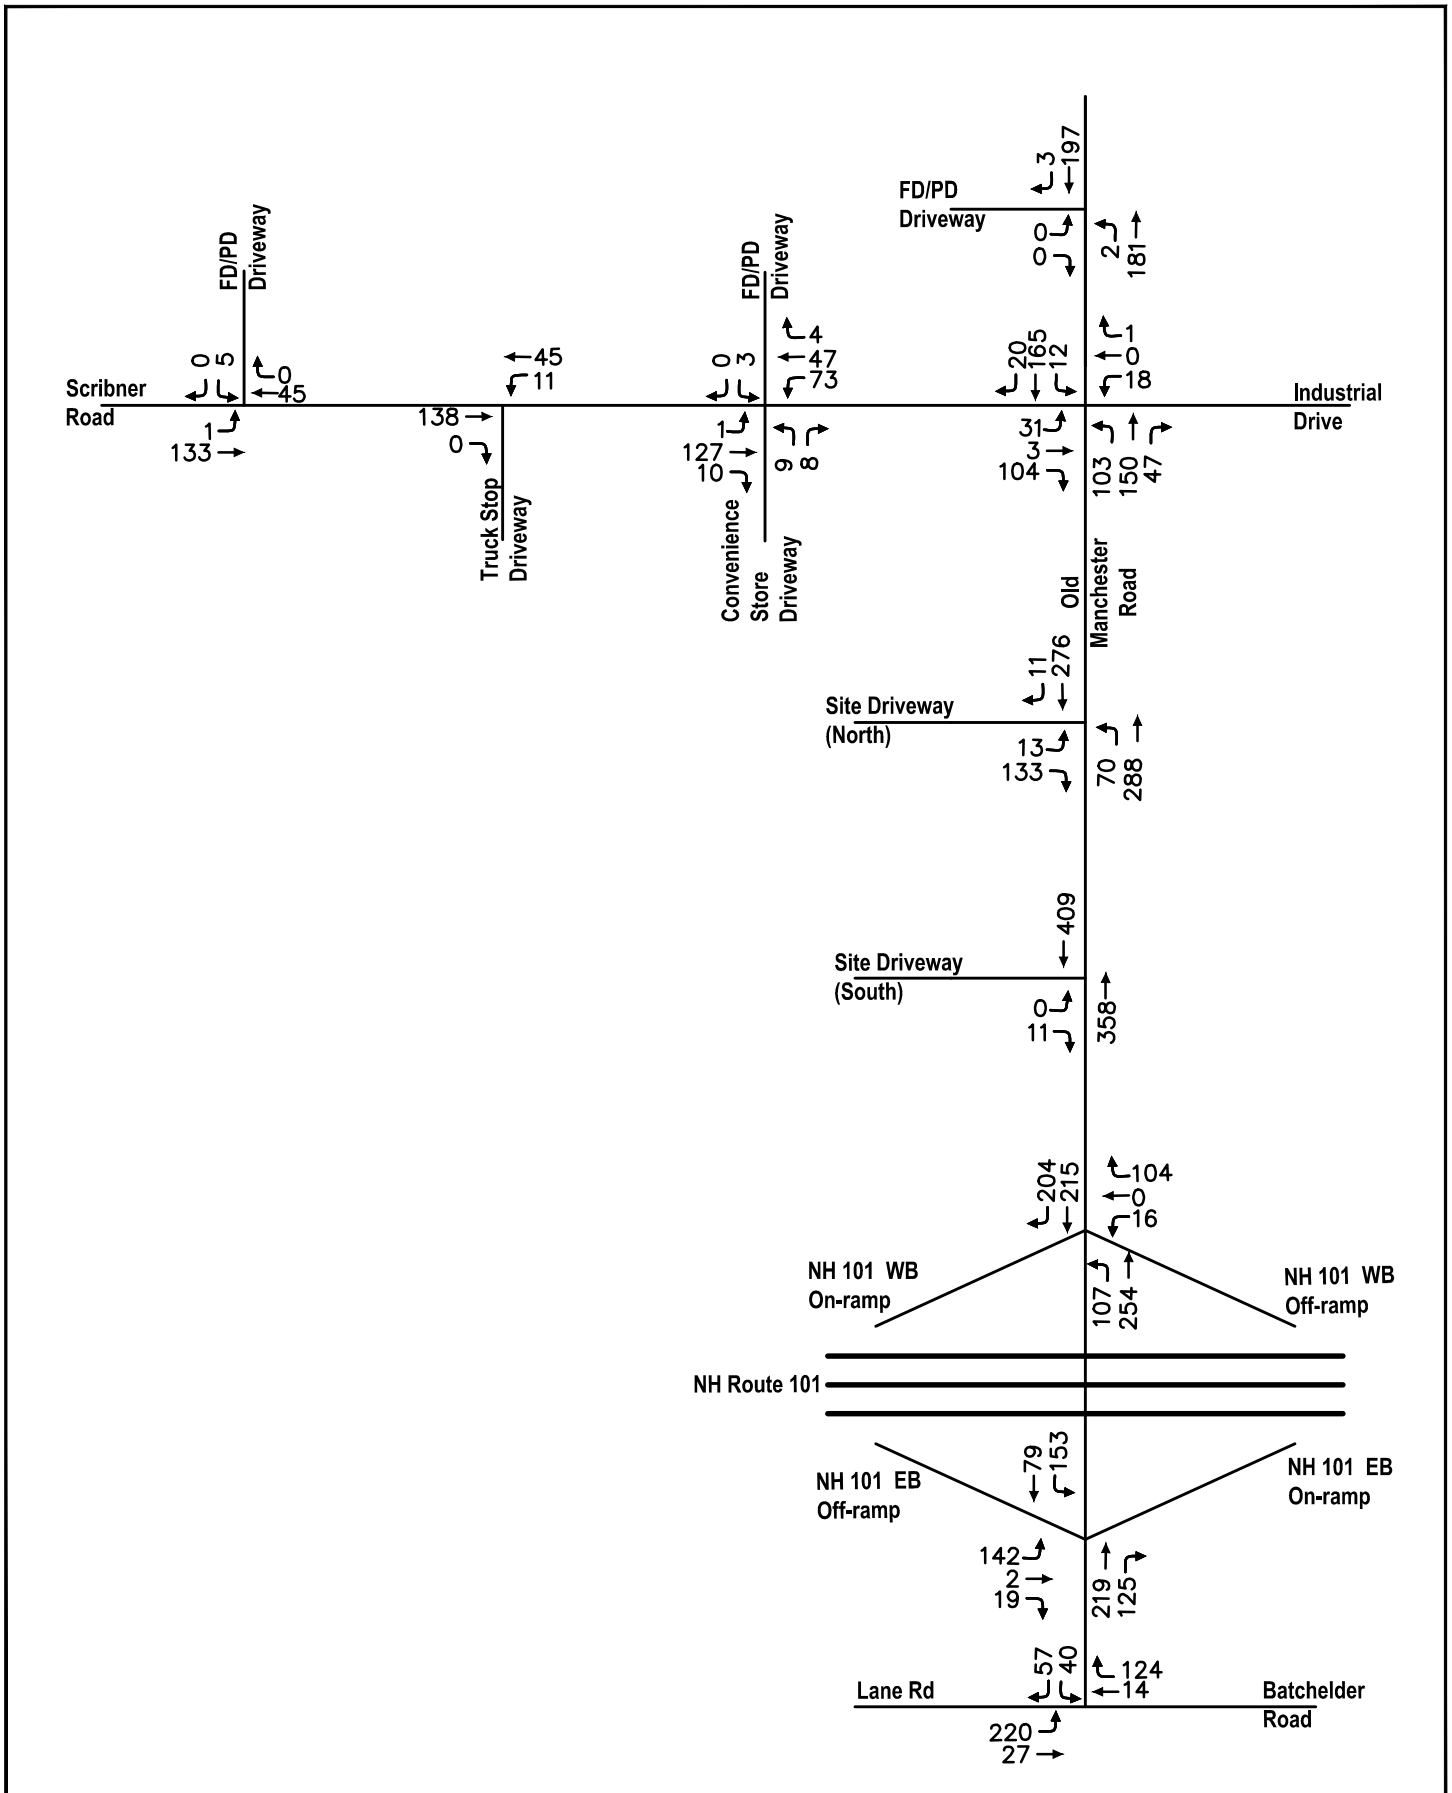 3
197
FD/PD
Driveway
0
0
2
181
FD/PD
Driveway
0
5
0
45
Scribner
Road
1
133
45
11
138
0
Truck Stop
Driveway
FD/PD
Driveway
0
3
4
47
73
1
127
10
9
8
Convenience
Store
Driveway
20
165
12
1
0
18
Industrial
Drive
31
3
104
103
150
47
Old
Manchester
Road
11
276
Site Driveway
(North)
13
133
70
288
409
Site Driveway
(South)
0
11
358
204
215
104
0
16
NH 101 WB
On-ramp
107
254
NH 101 WB
Off-ramp
NH Route 101
79
153
NH 101 EB
Off-ramp
NH 101 EB
On-ramp
142
2
19
219
125
57
40
124
14
Lane Rd
Batchelder
Road
220
27